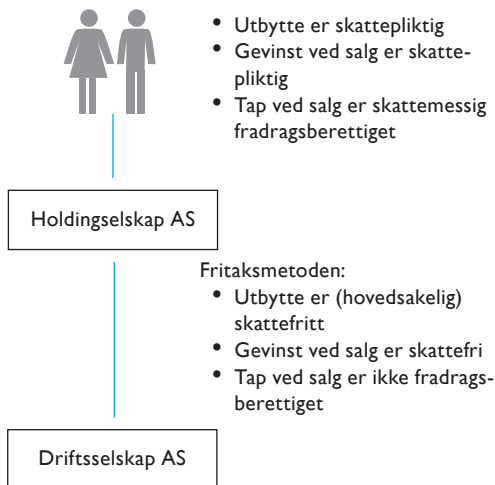 • Utbytte er skattepliktig
• Gevinst ved salg er skatte-
pliktig
• Tap ved salg er skattemessig
fradragsberettiget
Holdingselskap AS
Fritaksmetoden:
• Utbytte er (hovedsakelig)
skattefritt
• Gevinst ved salg er skattefri
• Tap ved salg er ikke fradrags-
berettiget
Driftsselskap AS